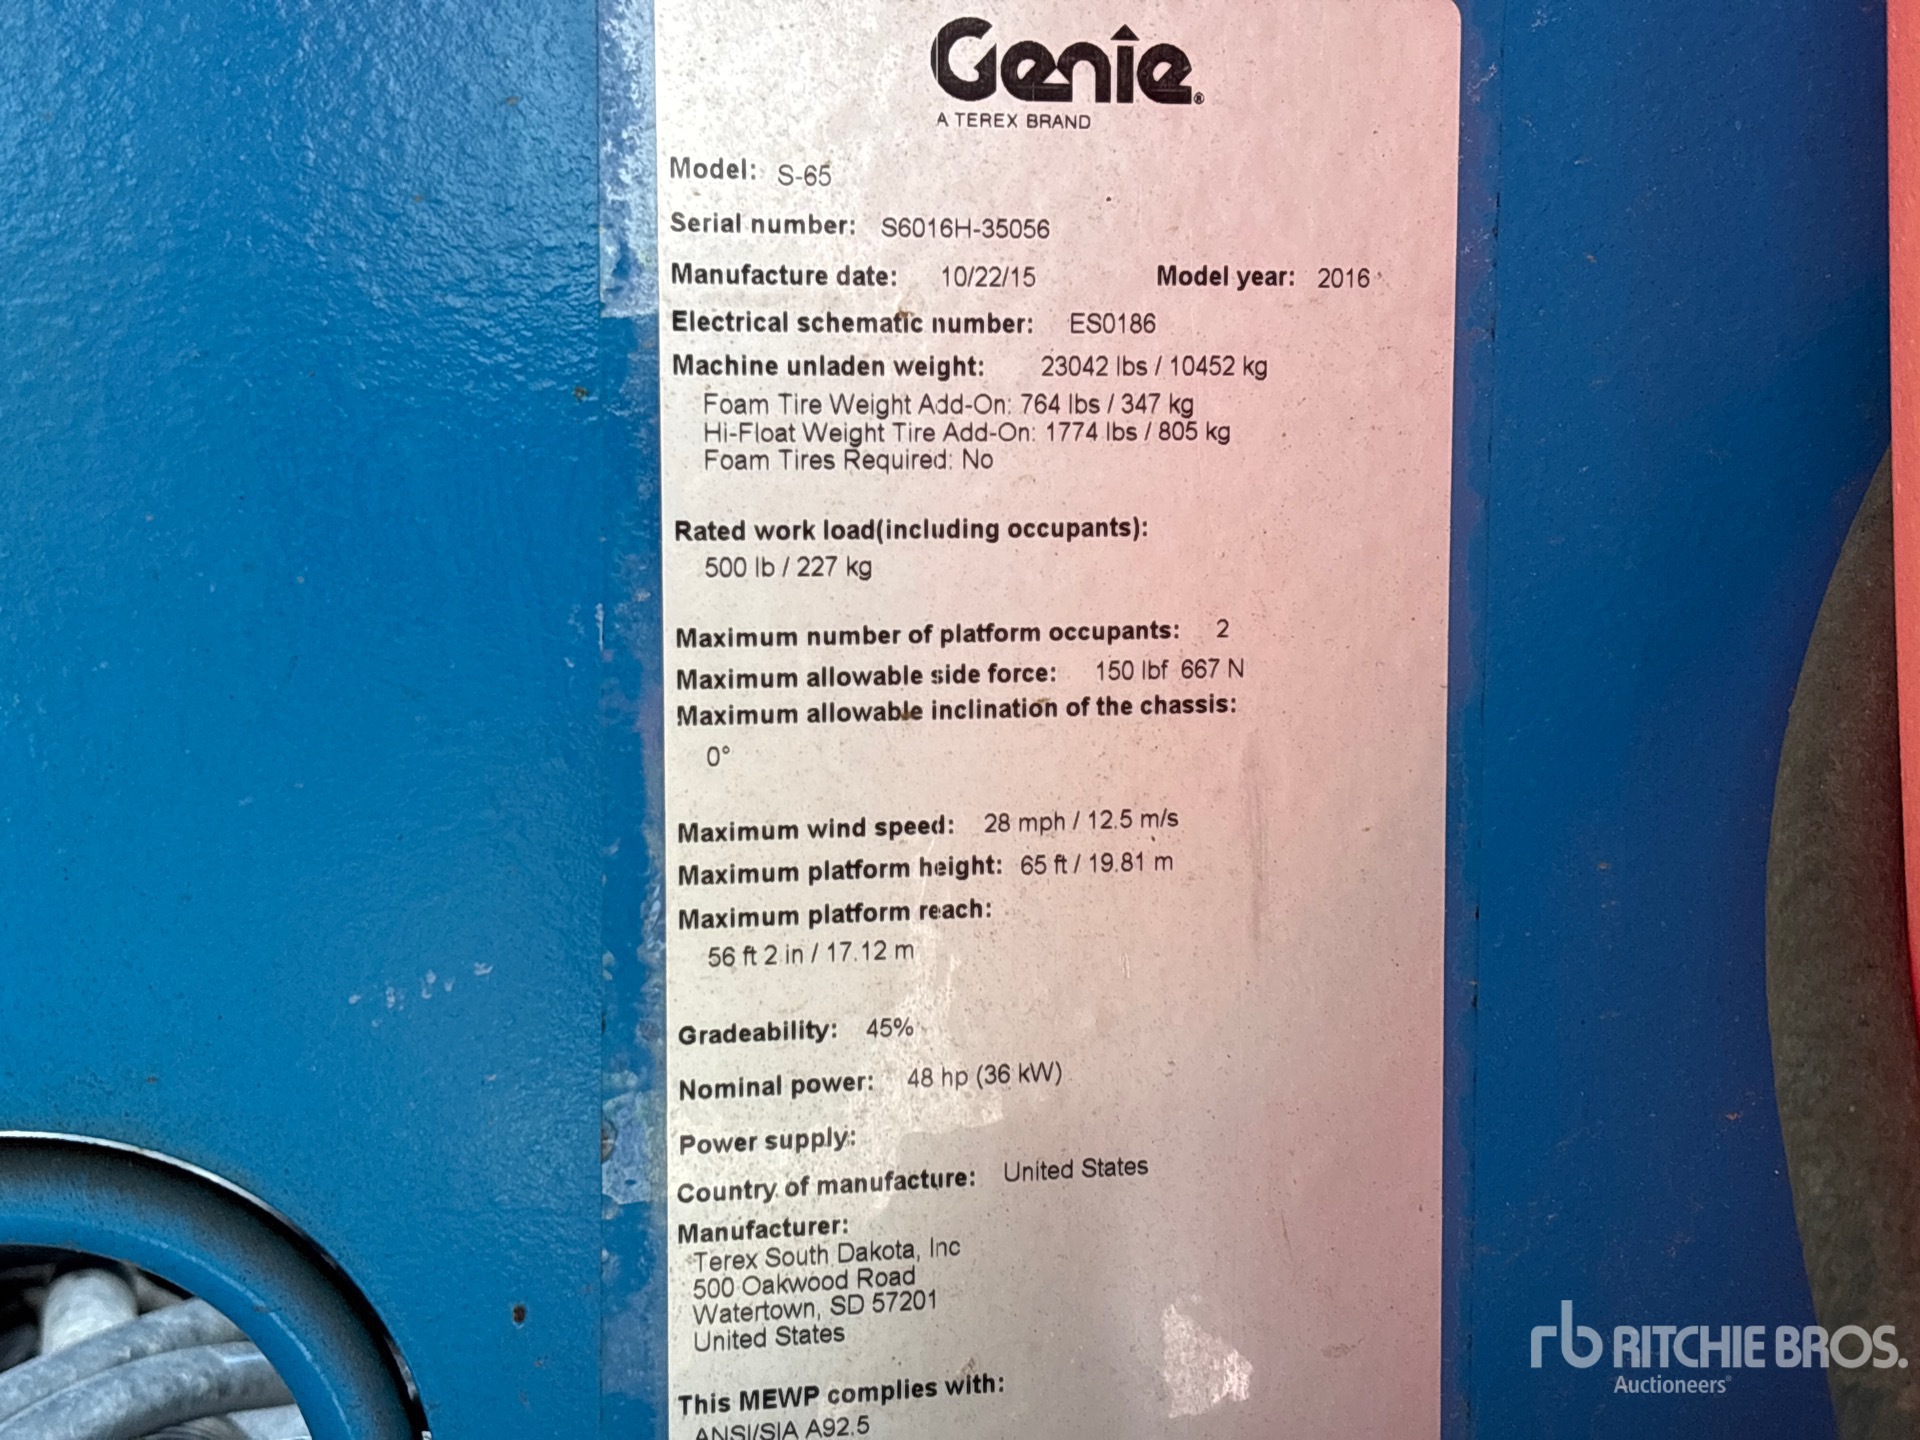 Genie®
A TEREX BRAND
Model: S-65
Serial number: S6016H-35056
Manufacture date: 10/22/15 Model year: 2016
Electrical schematic number: ES0186
Machine unladen weight: 23042 lbs / 10452 kg
Foam Tire Weight Add-On: 764 lbs / 347 kg
Hi-Float Weight Tire Add-On: 1774 lbs / 805 kg
Foam Tires Required: No
Rated work load(including occupants):
500 lb / 227 kg
Maximum number of platform occupants: 2
Maximum allowable side force: 150 lbf 667 N
Maximum allowable inclination of the chassis:
0°
Maximum wind speed: 28 mph / 12.5 m/s
Maximum platform height: 65 ft / 19.81 m
Maximum platform reach:
56 ft 2 in / 17.12 m
Gradeability: 45%
Nominal power: 48 hp (36 kW)
Power supply:
Country of manufacture: United States
Manufacturer:
Terex South Dakota, Inc
500 Oakwood Road
Watertown, SD 57201
United States
This MEWP complies with:
ANSI/SIA A92.5
rb RITCHIE BROS.
Auctioneers®